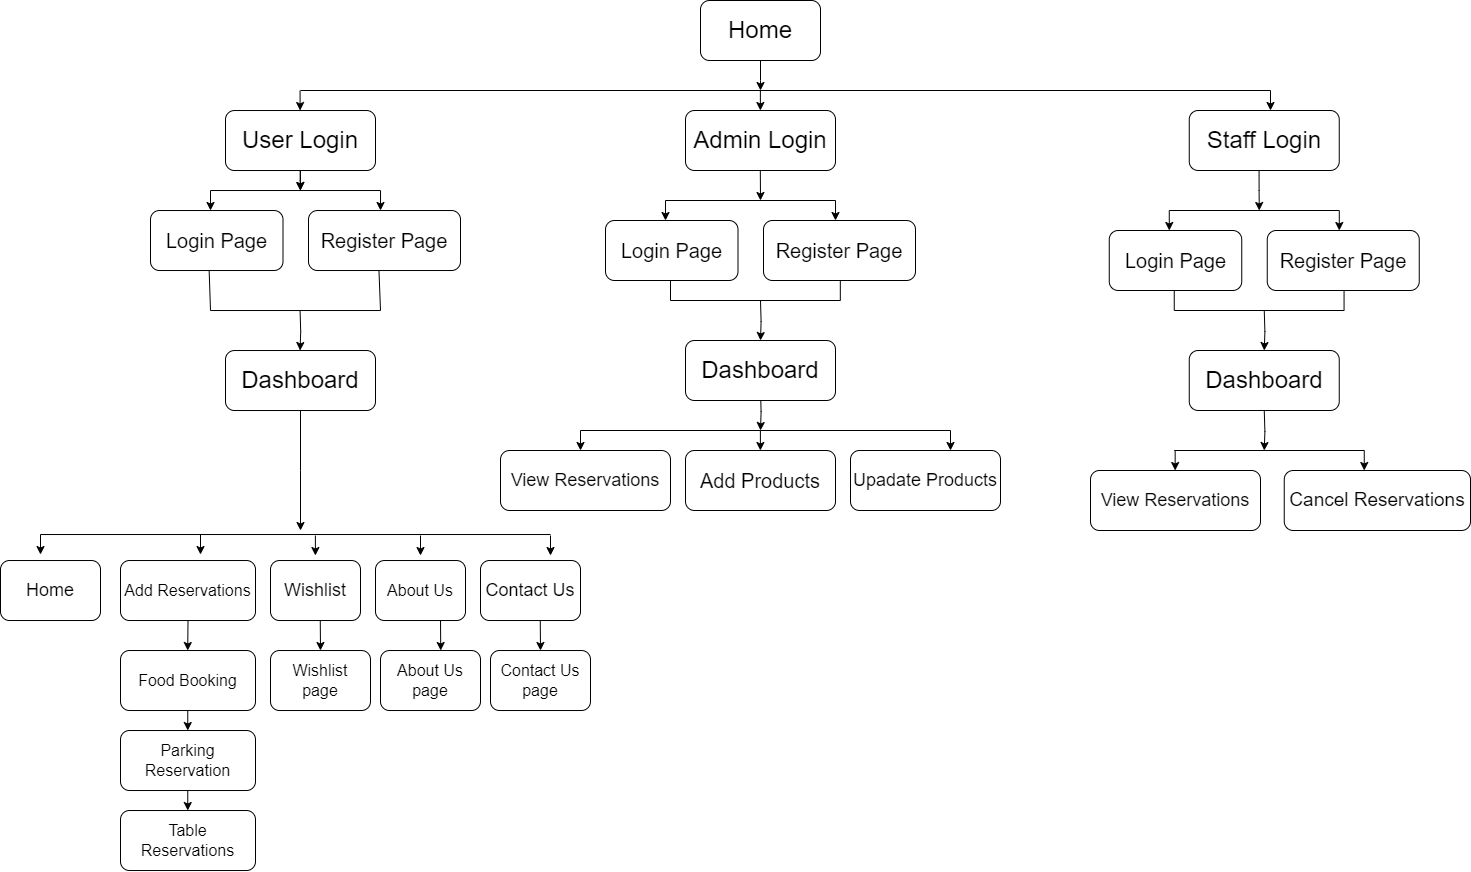 Home
User Login
Admin Login
Staff Login
Login Page
Register Page
Login Page
Register Page
Login Page
Register Page
Dashboard
Dashboard
Dashboard
View Reservations
Add Products
Upadate Products
View Reservations
Cancel Reservations
Home
Add Reservations
Wishlist
About Us
Contact Us
Food Booking
Wishlist
page
About Us
page
Contact Us
page
Parking
Reservation
Table
Reservations